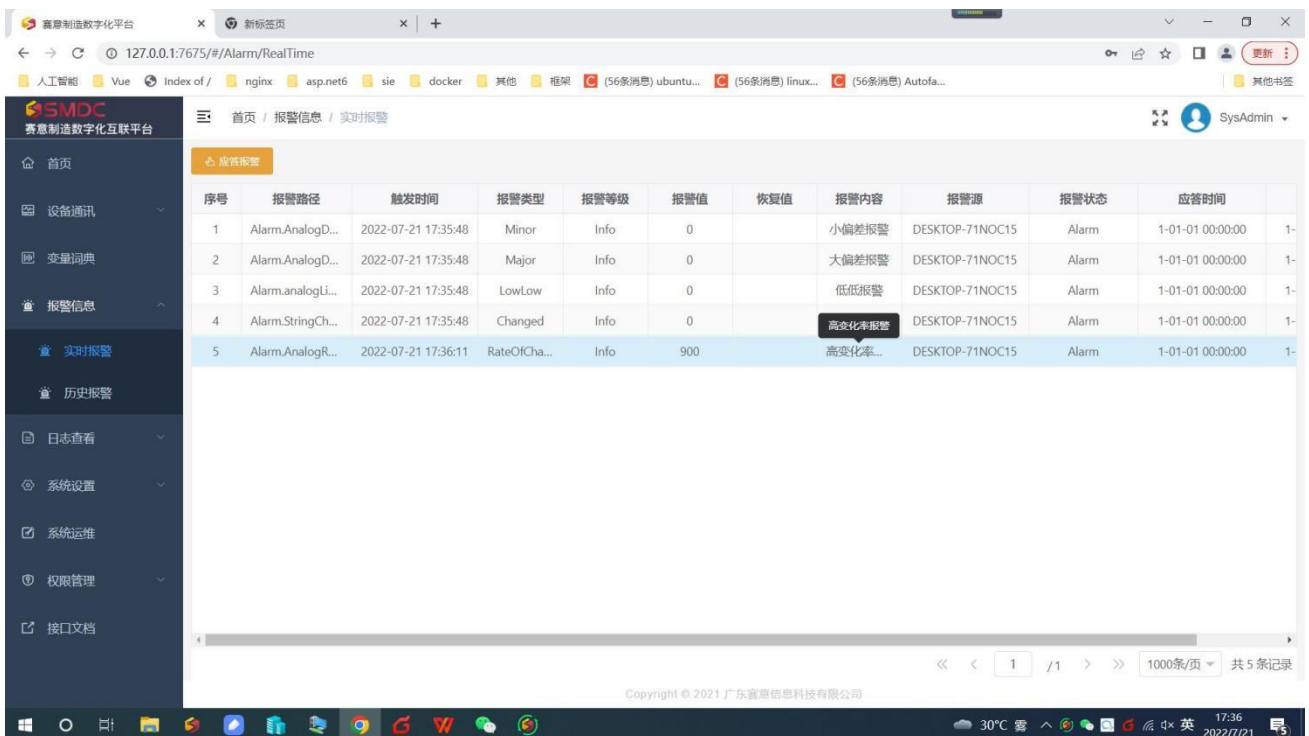 赛意制造数字化平台 新标签页
127.0.0.1:7675/#/Alarm/RealTime 更新
人工智能 Vue Index of / nginx asp.net6 sie docker 其他 框架 (56条消息) ubuntu... (56条消息) linux... (56条消息) Autofa... 其他书签
SMDC
赛意制造数字化互联平台
首页 / 报警信息 / 实时报警
SysAdmin
首页
设备通讯
变量词典
报警信息
实时报警
历史报警
日志查看
系统设置
系统运维
权限管理
接口文档
应答报警
序号 报警路径 触发时间 报警类型 报警等级 报警值 恢复值 报警内容 报警源 报警状态 应答时间
1 Alarm.AnalogD... 2022-07-21 17:35:48 Minor Info 0 小偏差报警 DESKTOP-71NOC15 Alarm 1-01-01 00:00:00 1-
2 Alarm.AnalogD... 2022-07-21 17:35:48 Major Info 0 大偏差报警 DESKTOP-71NOC15 Alarm 1-01-01 00:00:00 1-
3 Alarm.analogLi... 2022-07-21 17:35:48 LowLow Info 0 低低报警 DESKTOP-71NOC15 Alarm 1-01-01 00:00:00 1-
4 Alarm.StringCh... 2022-07-21 17:35:48 Changed Info 0 DESKTOP-71NOC15 Alarm 1-01-01 00:00:00 1-
高变化率报警
5 Alarm.AnalogR... 2022-07-21 17:36:11 RateOfCha... Info 900 高变化率... DESKTOP-71NOC15 Alarm 1-01-01 00:00:00 1-
1 /1 1000条/页 共 5 条记录
Copyright © 2021 广东赛意信息科技有限公司
30°C 雾 英 17:36
2022/7/21 5